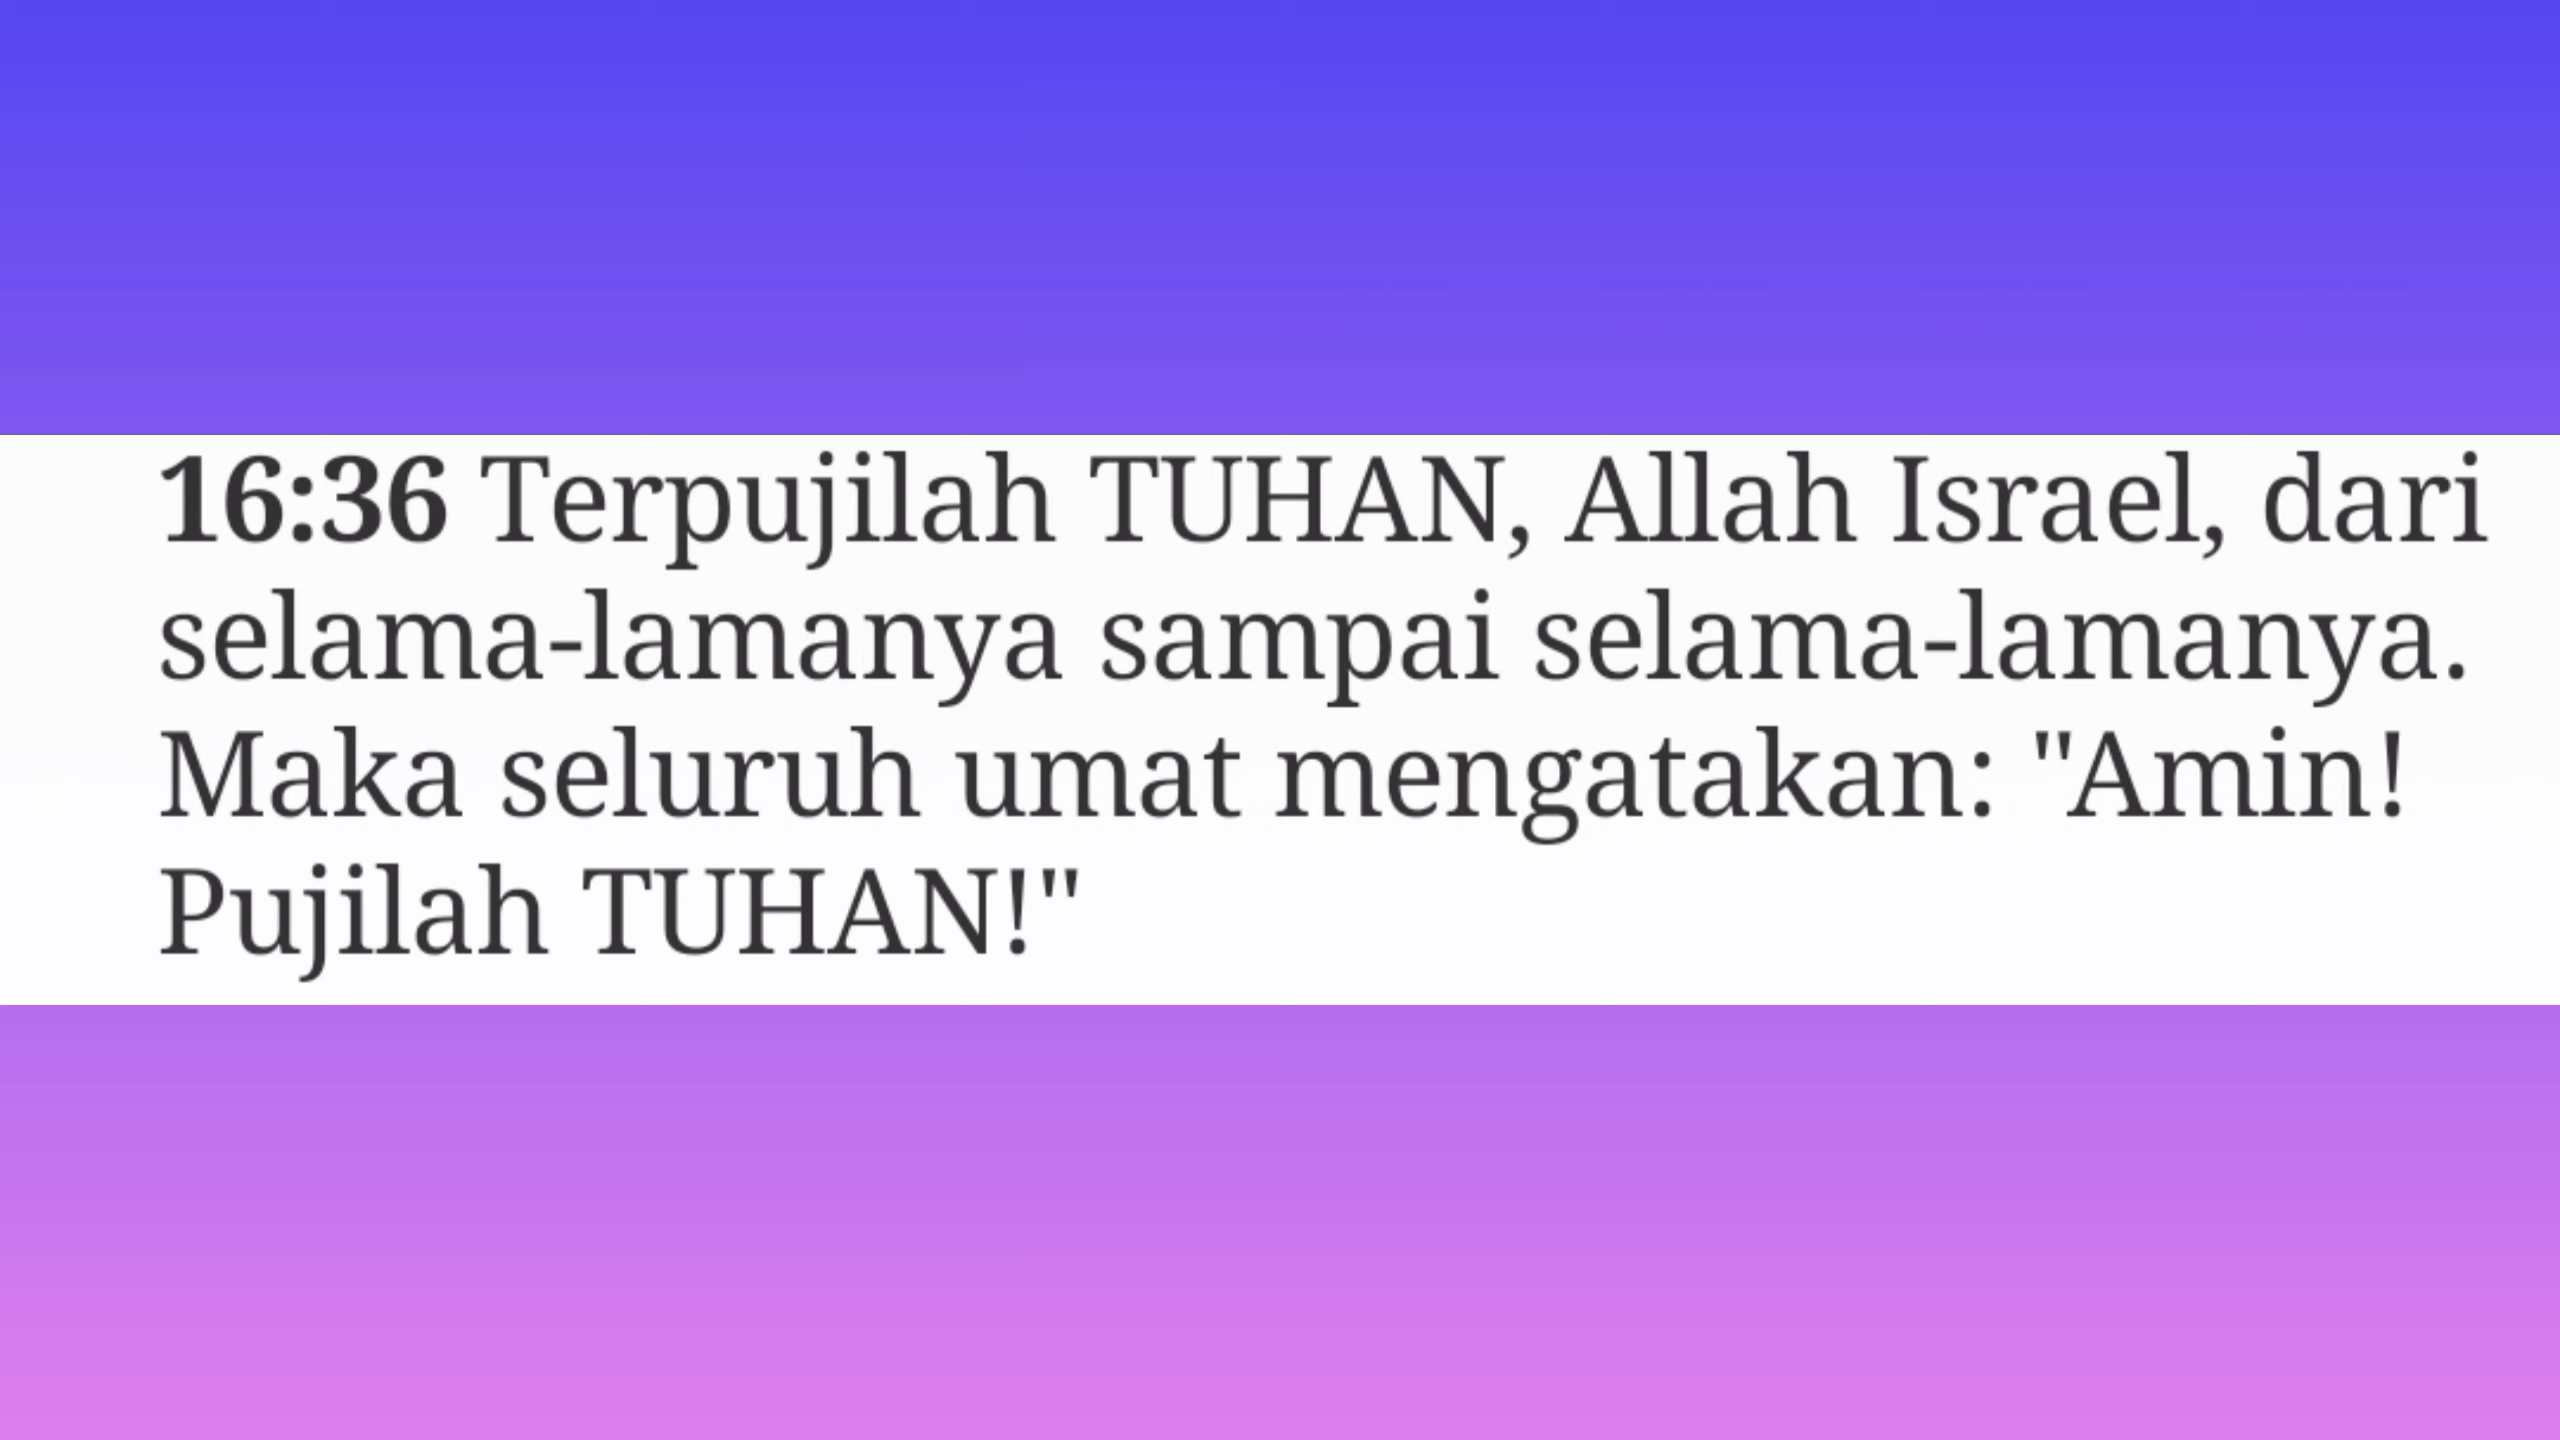 16:36 Terpujilah TUHAN, Allah Israel, dari
selama-lamanya sampai selama-lamanya.
Maka seluruh umat mengatakan: "Amin!
Pujilah TUHAN!"